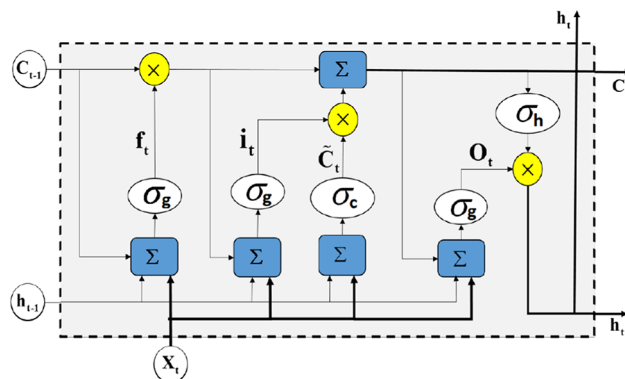 h_t
C_t-1
×
Σ
C
σ_h
×
f_t
i_t
C̃_t
O_t
×
σ_g
σ_g
σ_c
σ_g
Σ
Σ
Σ
Σ
h_t-1
h_t
X_t